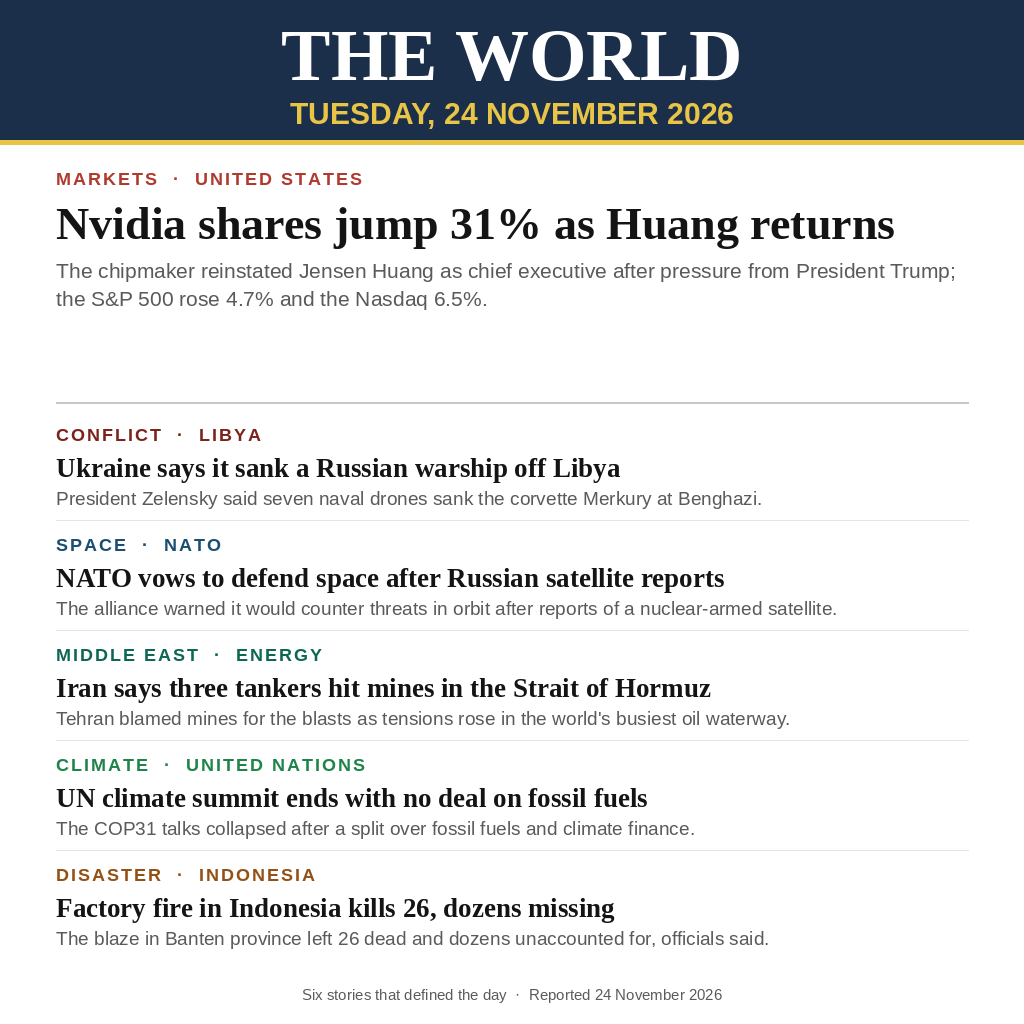 THE WORLD
TUESDAY, 24 NOVEMBER 2026
MARKETS · UNITED STATES
Nvidia shares jump 31% as Huang returns
The chipmaker reinstated Jensen Huang as chief executive after pressure from President Trump;
the S&P 500 rose 4.7% and the Nasdaq 6.5%.
CONFLICT · LIBYA
Ukraine says it sank a Russian warship off Libya
President Zelensky said seven naval drones sank the corvette Merkury at Benghazi.
SPACE · NATO
NATO vows to defend space after Russian satellite reports
The alliance warned it would counter threats in orbit after reports of a nuclear-armed satellite.
MIDDLE EAST · ENERGY
Iran says three tankers hit mines in the Strait of Hormuz
Tehran blamed mines for the blasts as tensions rose in the world's busiest oil waterway.
CLIMATE · UNITED NATIONS
UN climate summit ends with no deal on fossil fuels
The COP31 talks collapsed after a split over fossil fuels and climate finance.
DISASTER · INDONESIA
Factory fire in Indonesia kills 26, dozens missing
The blaze in Banten province left 26 dead and dozens unaccounted for, officials said.
Six stories that defined the day · Reported 24 November 2026